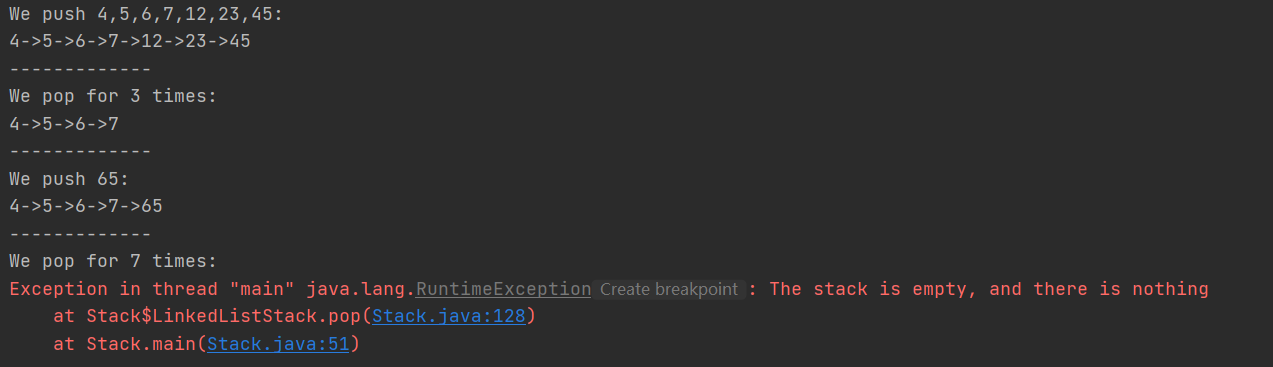 We push 4,5,6,7,12,23,45:
4->5->6->7->12->23->45
-------------
We pop for 3 times:
4->5->6->7
-------------
We push 65:
4->5->6->7->65
-------------
We pop for 7 times:
Exception in thread "main" java.lang.RuntimeException Create breakpoint : The stack is empty, and there is nothing
    at Stack$LinkedListStack.pop(Stack.java:128)
    at Stack.main(Stack.java:51)